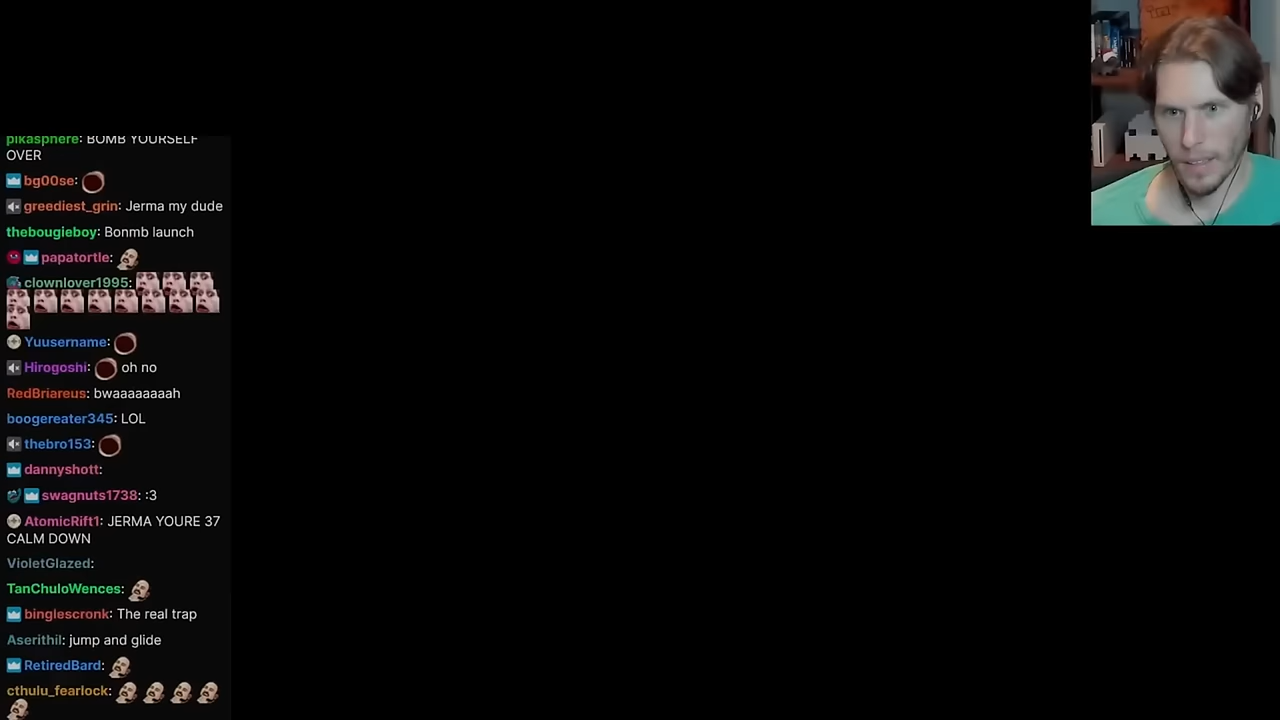 pikasphere: BOMB YOURSELF
OVER
bg00se:
greediest_grin: Jerma my dude
thebougieboy: Bonmb launch
papatortle:
clownlover1995:
Yuusername:
Hirogoshi: oh no
RedBriareus: bwaaaaaaaah
boogereater345: LOL
thebro153:
dannyshott:
swagnuts1738: :3
AtomicRift1: JERMA YOURE 37
CALM DOWN
VioletGlazed:
TanChuloWences:
binglescronk: The real trap
Aserithil: jump and glide
RetiredBard:
cthulu_fearlock: